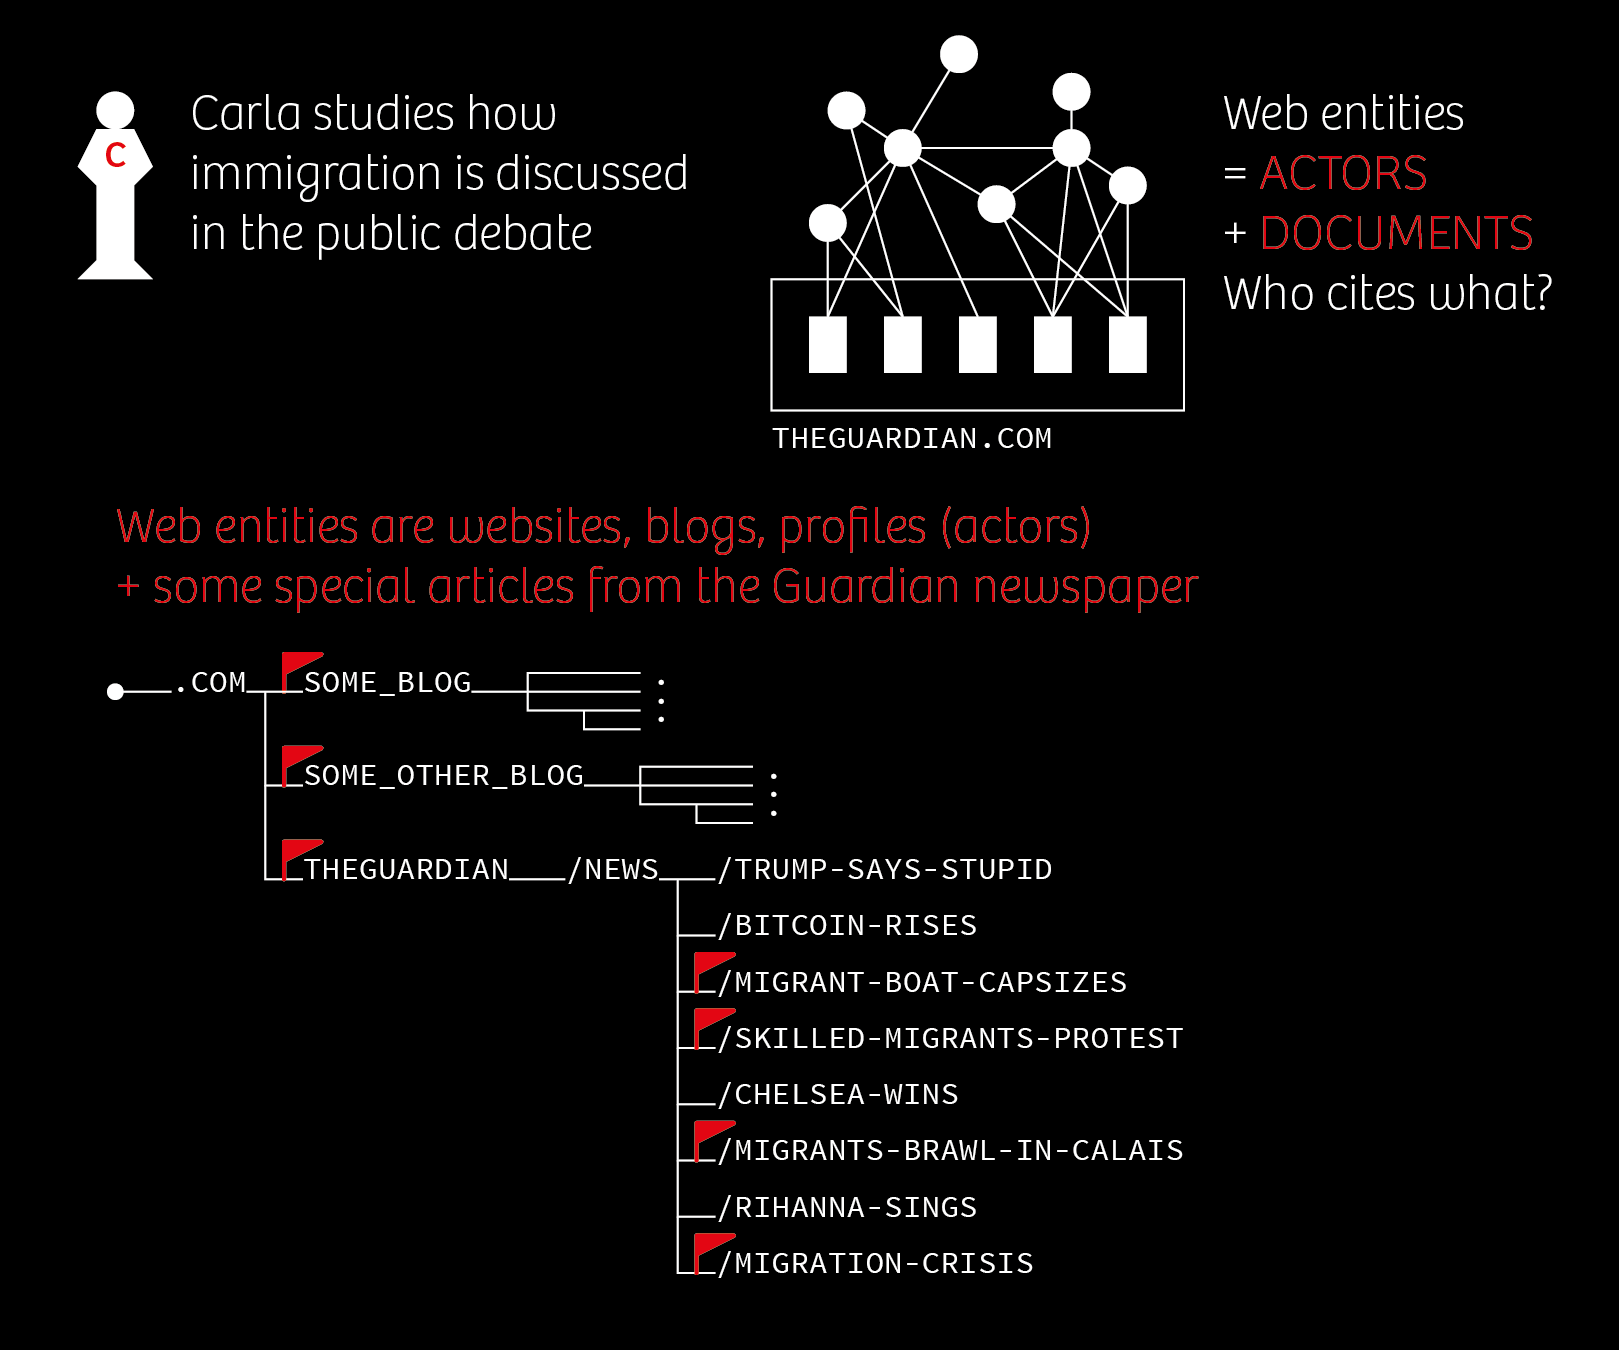 Carla studies how
immigration is discussed
in the public debate
C
THEGUARDIAN.COM
Web entities
= ACTORS
+ DOCUMENTS
Who cites what?
Web entities are websites, blogs, profiles (actors)
+ some special articles from the Guardian newspaper
.COM SOME_BLOG
SOME_OTHER_BLOG
THEGUARDIAN /NEWS /TRUMP-SAYS-STUPID
/BITCOIN-RISES
/MIGRANT-BOAT-CAPSIZES
/SKILLED-MIGRANTS-PROTEST
/CHELSEA-WINS
/MIGRANTS-BRAWL-IN-CALAIS
/RIHANNA-SINGS
/MIGRATION-CRISIS